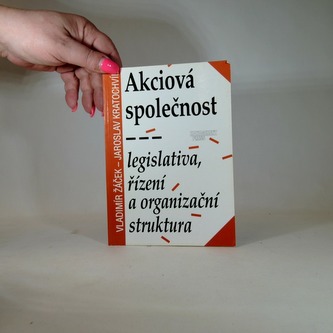 Akciová
společnost
---
legislativa,
řízení
a organizační
struktura
VLADIMÍR ŽÁČEK – JAROSLAV KRATOCHVÍL